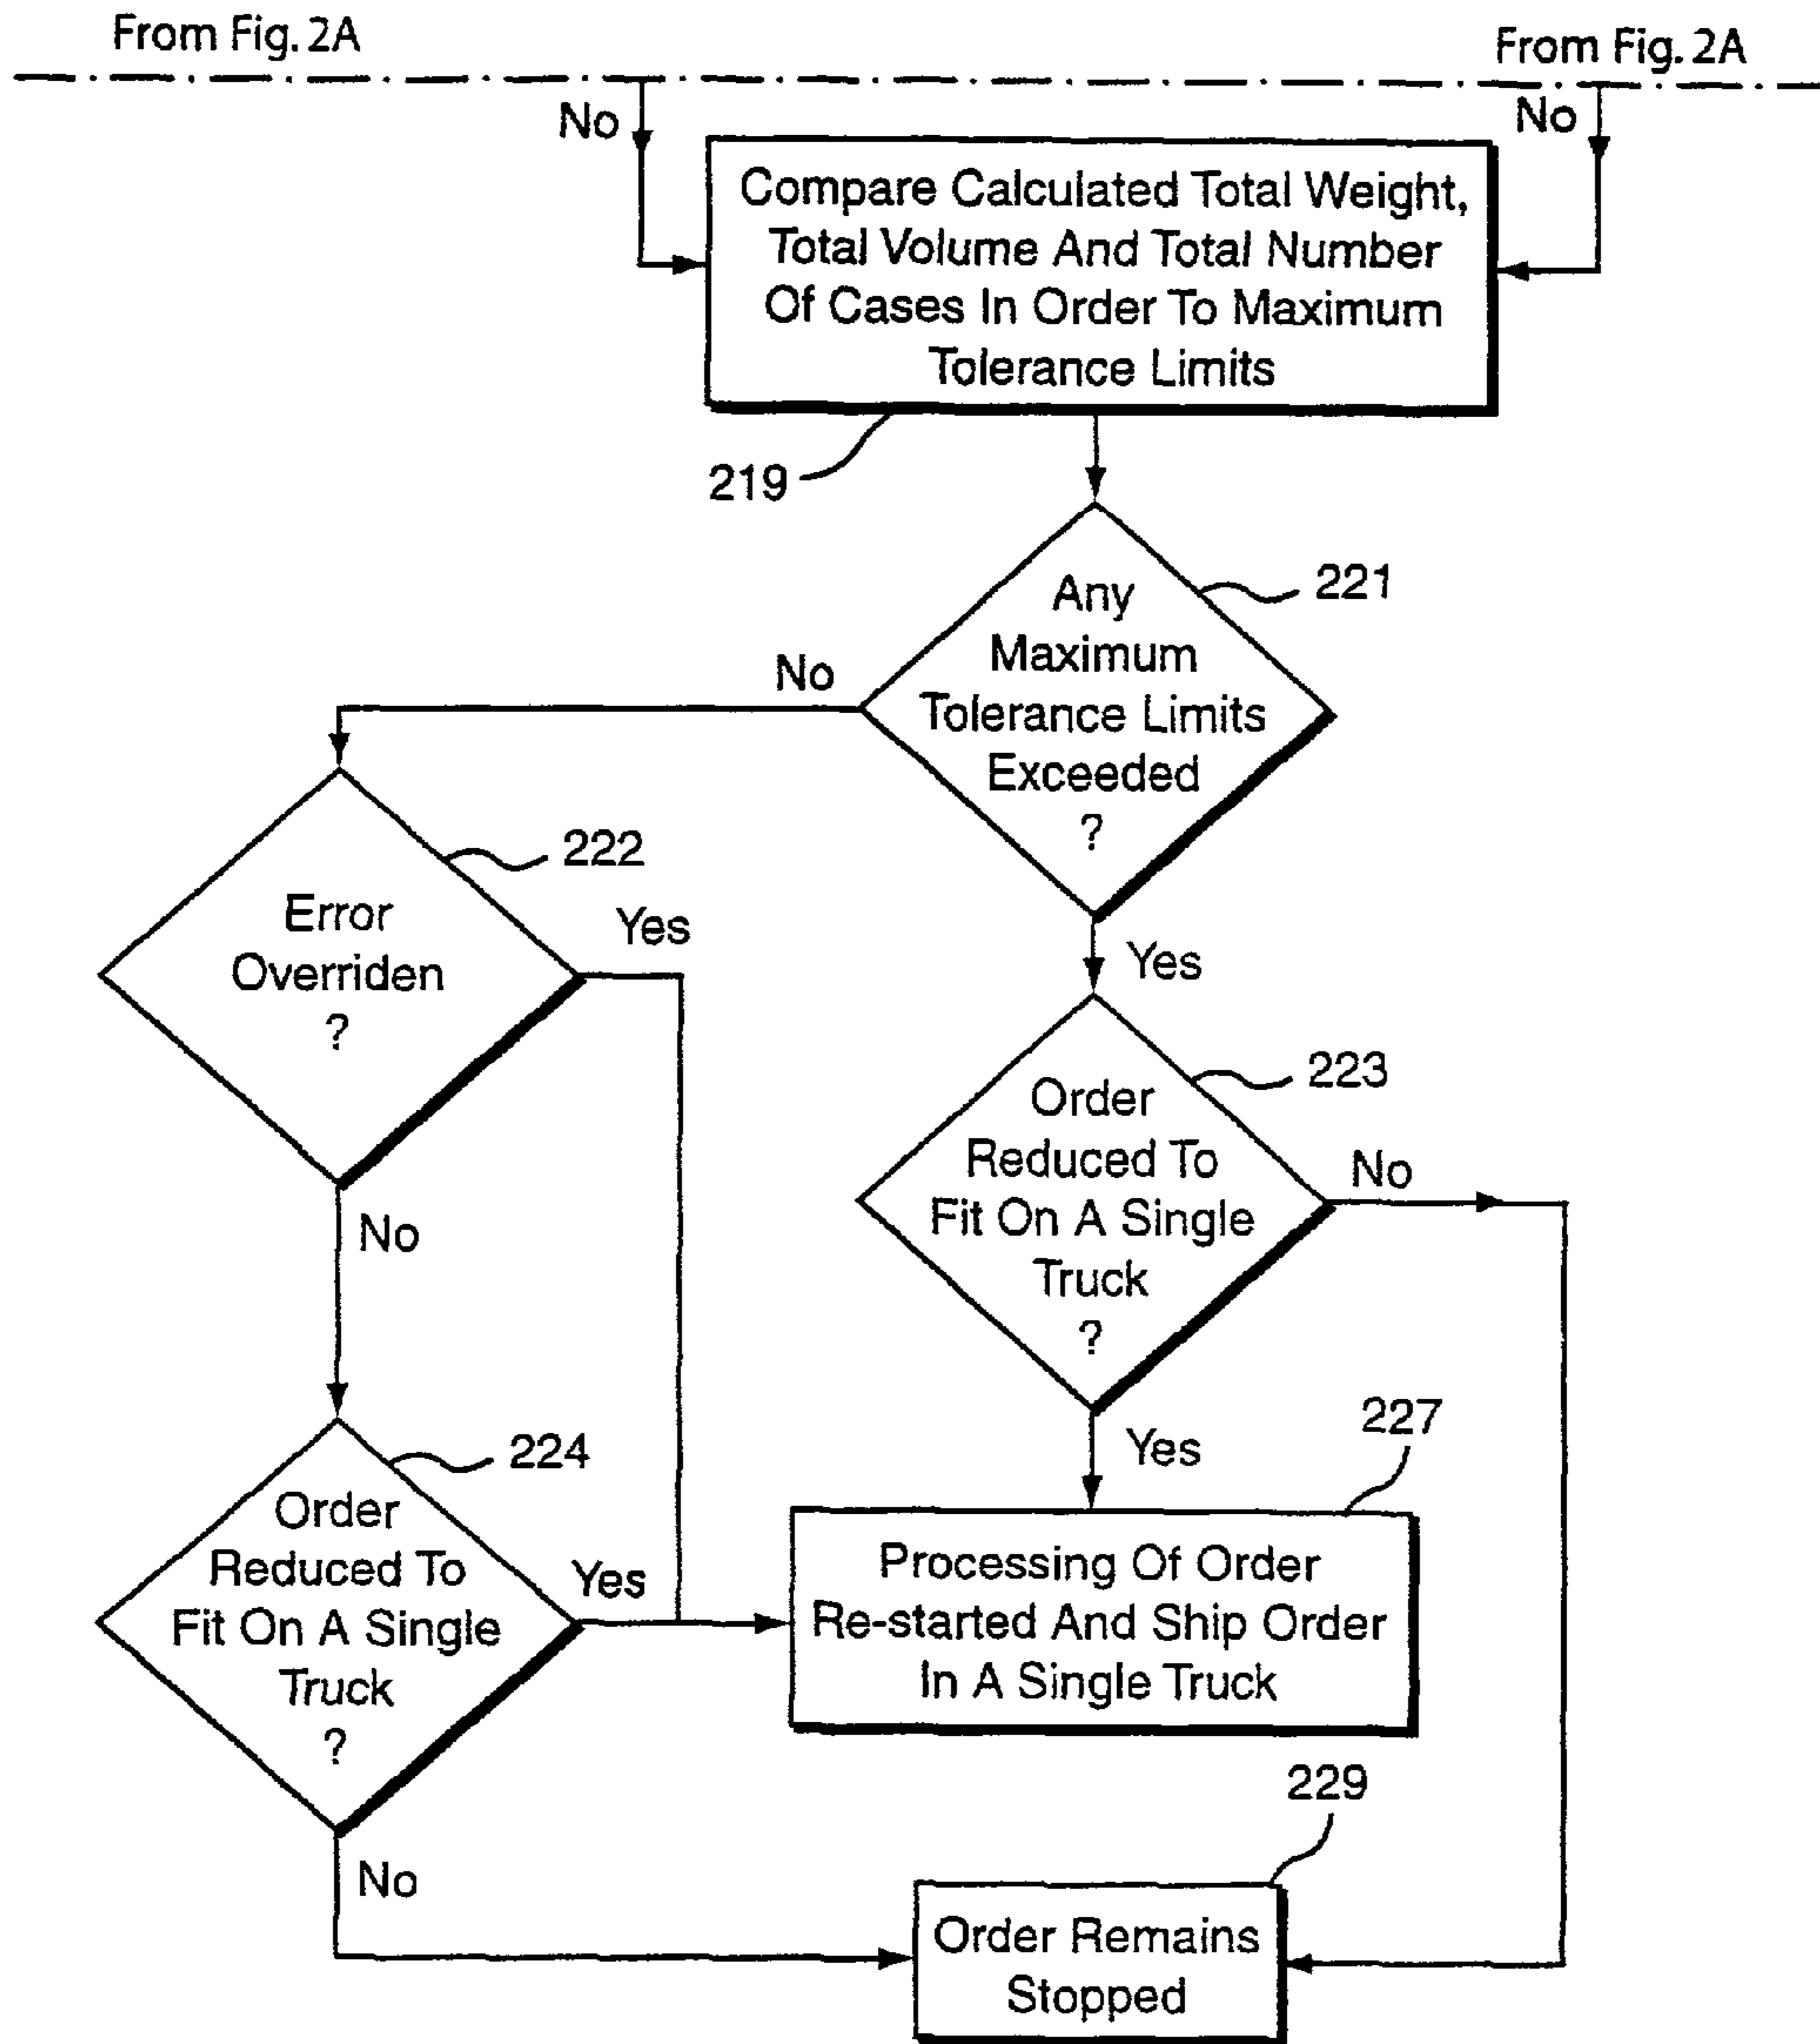 From Fig. 2A
From Fig. 2A
No
No
Compare Calculated Total Weight,
Total Volume And Total Number
Of Cases In Order To Maximum
Tolerance Limits
219
221
Any
Maximum
Tolerance Limits
Exceeded
?
No
222
Error
Overriden
?
Yes
Yes
223
Order
Reduced To
Fit On A Single
Truck
?
No
No
224
Order
Reduced To
Fit On A Single
Truck
?
Yes
Yes
227
Processing Of Order
Re-started And Ship Order
In A Single Truck
229
No
Order Remains
Stopped